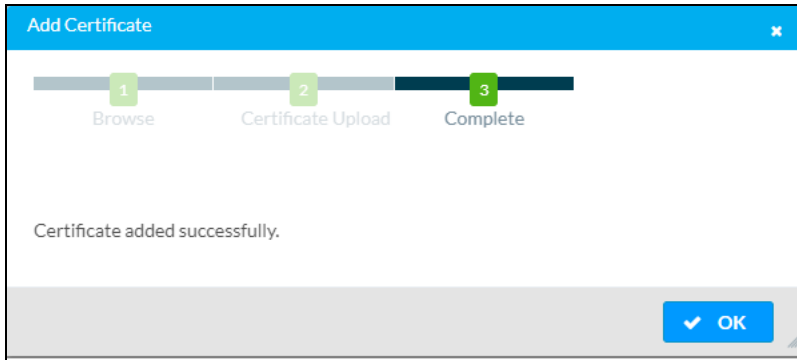 Add Certificate
1 2 3
Browse Certificate Upload Complete
Certificate added successfully.
OK